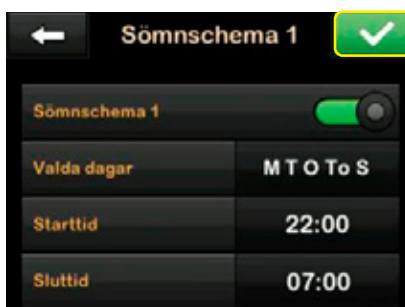 Sömnschema 1
Sömnschema 1
Valda dagar M T O To S
Starttid 22:00
Sluttid 07:00